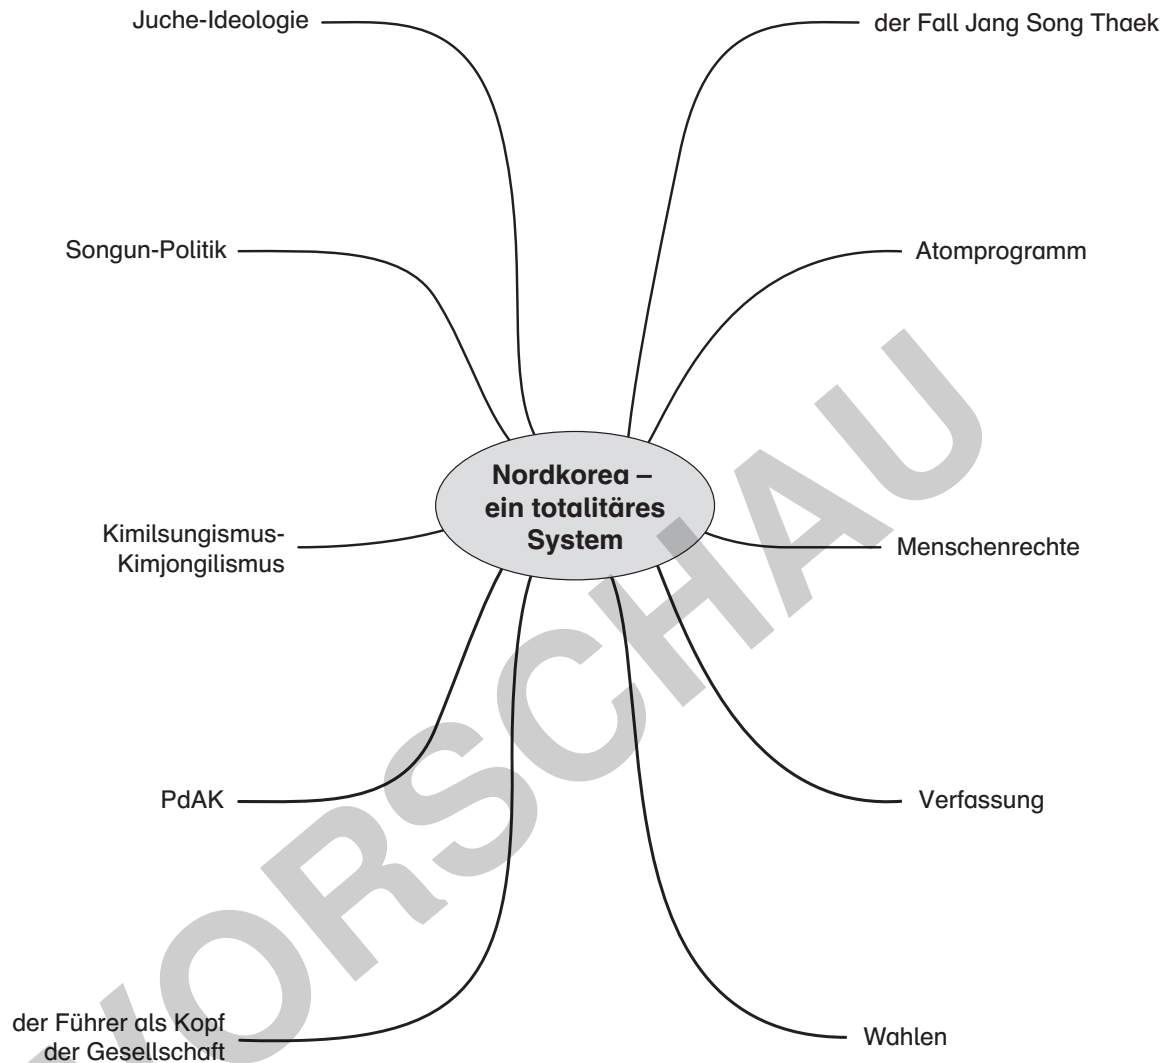 Juche-Ideologie
der Fall Jang Song Thaek
Songun-Politik
Atomprogramm
Nordkorea –
ein totalitäres
System
Kimilsungismus-
Kimjongilismus
Menschenrechte
PdAK
Verfassung
der Führer als Kopf
der Gesellschaft
Wahlen
VORSCHAU